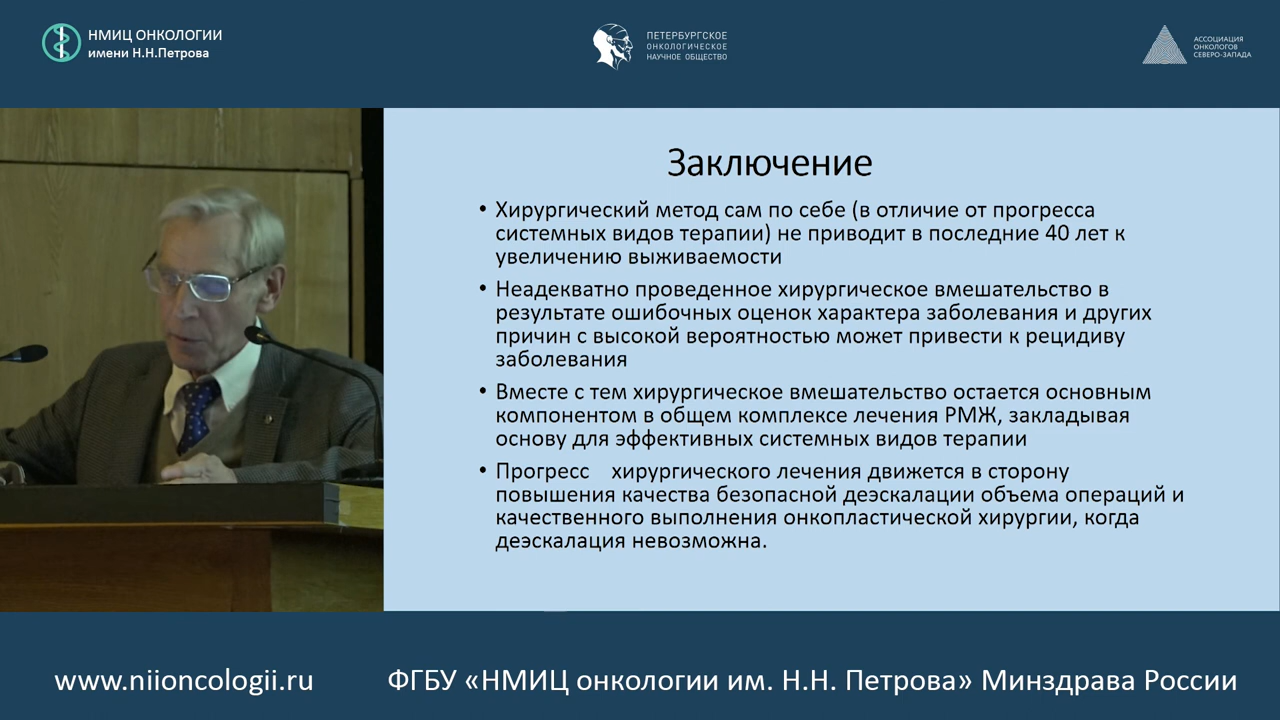 НМИЦ ОНКОЛОГИИ
имени Н.Н.Петрова
ПЕТЕРБУРГСКОЕ
ОНКОЛОГИЧЕСКОЕ
НАУЧНОЕ ОБЩЕСТВО
АССОЦИАЦИЯ
ОНКОЛОГОВ
СЕВЕРО-ЗАПАДА
Заключение
• Хирургический метод сам по себе (в отличие от прогресса
системных видов терапии) не приводит в последние 40 лет к
увеличению выживаемости
• Неадекватно проведенное хирургическое вмешательство в
результате ошибочных оценок характера заболевания и других
причин с высокой вероятностью может привести к рецидиву
заболевания
• Вместе с тем хирургическое вмешательство остается основным
компонентом в общем комплексе лечения РМЖ, закладывая
основу для эффективных системных видов терапии
• Прогресс хирургического лечения движется в сторону
повышения качества безопасной деэскалации объема операций и
качественного выполнения онкопластической хирургии, когда
деэскалация невозможна.
www.niioncologii.ru
ФГБУ «НМИЦ онкологии им. Н.Н. Петрова» Минздрава России